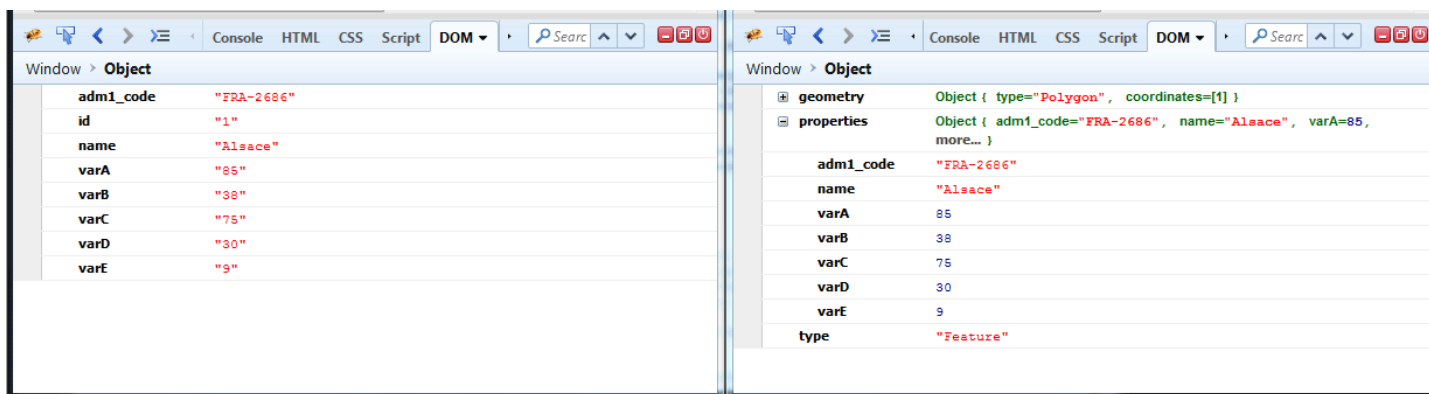 Console HTML CSS Script DOM Searc
Window > Object
adm1_code "FRA-2686"
id "1"
name "Alsace"
varA "85"
varB "38"
varC "75"
varD "30"
varE "9"
Console HTML CSS Script DOM Searc
Window > Object
geometry Object { type="Polygon", coordinates=[1] }
properties Object { adm1_code="FRA-2686", name="Alsace", varA=85,
more... }
adm1_code "FRA-2686"
name "Alsace"
varA 85
varB 38
varC 75
varD 30
varE 9
type "Feature"